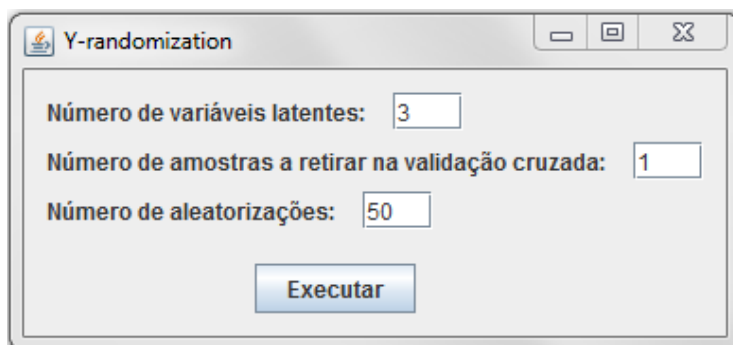 Y-randomization
Número de variáveis latentes: 3
Número de amostras a retirar na validação cruzada: 1
Número de aleatorizações: 50
Executar